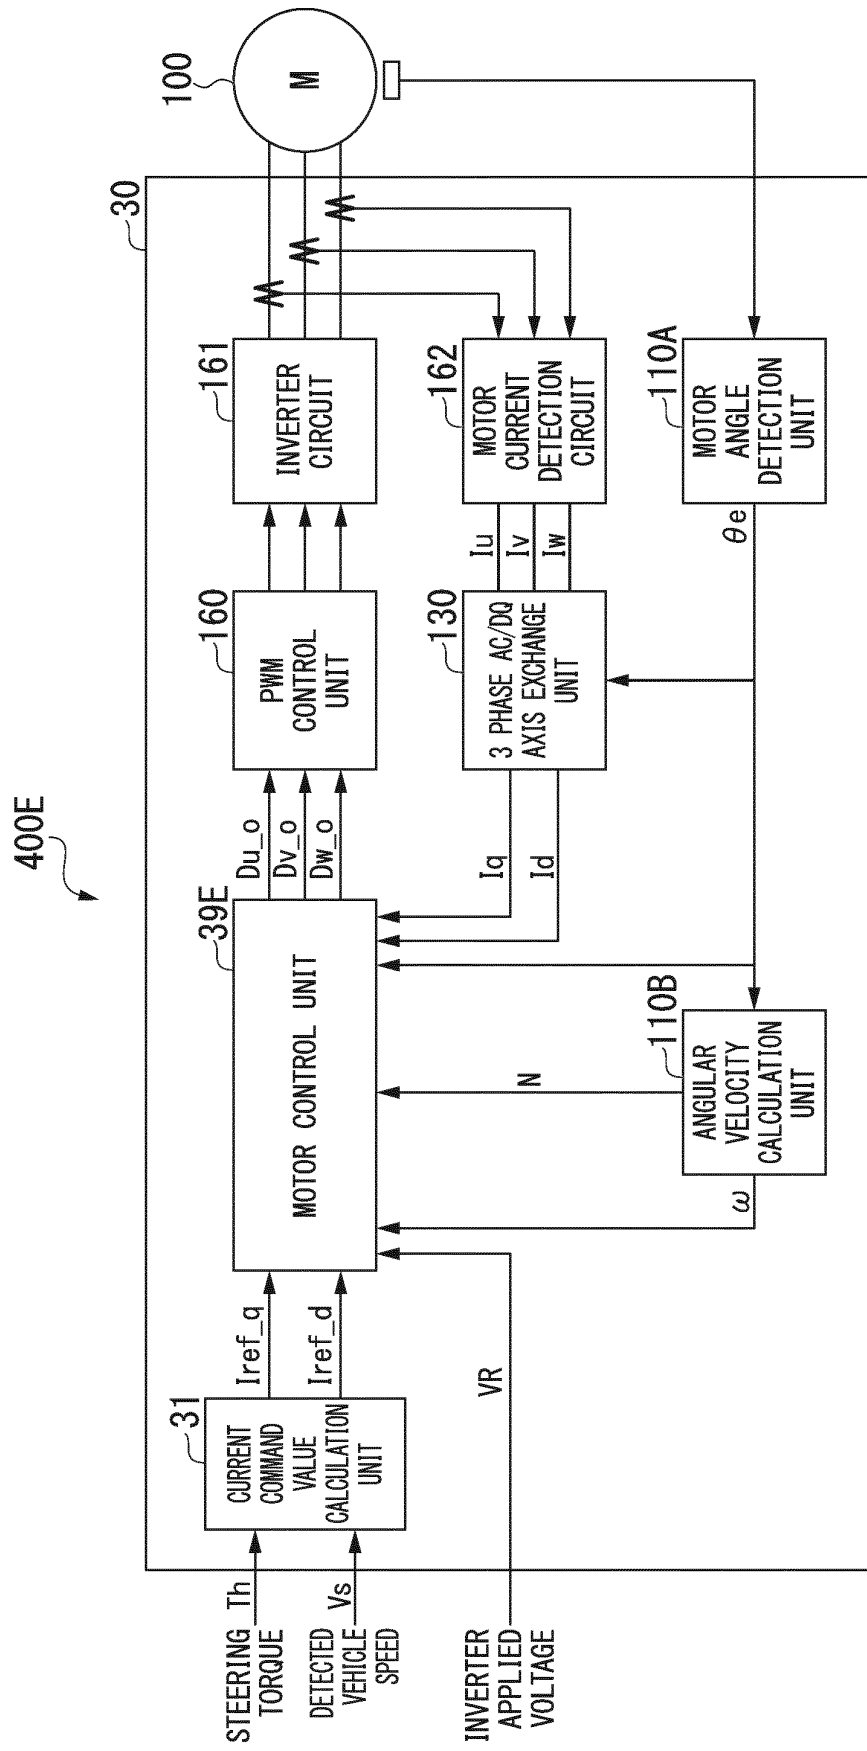 400E
30
100
M
STEERING
TORQUE
Th
DETECTED
VEHICLE
SPEED
Vs
INVERTER
APPLIED
VOLTAGE
VR
31
CURRENT
COMMAND
VALUE
CALCULATION
UNIT
Iref_q
Iref_d
39E
MOTOR CONTROL UNIT
Du_o
Dv_o
Dw_o
160
PWM
CONTROL
UNIT
161
INVERTER
CIRCUIT
Iq
Id
130
3 PHASE AC/DQ
AXIS EXCHANGE
UNIT
Iu
Iv
Iw
162
MOTOR
CURRENT
DETECTION
CIRCUIT
ω
N
110B
ANGULAR
VELOCITY
CALCULATION
UNIT
θe
110A
MOTOR
ANGLE
DETECTION
UNIT